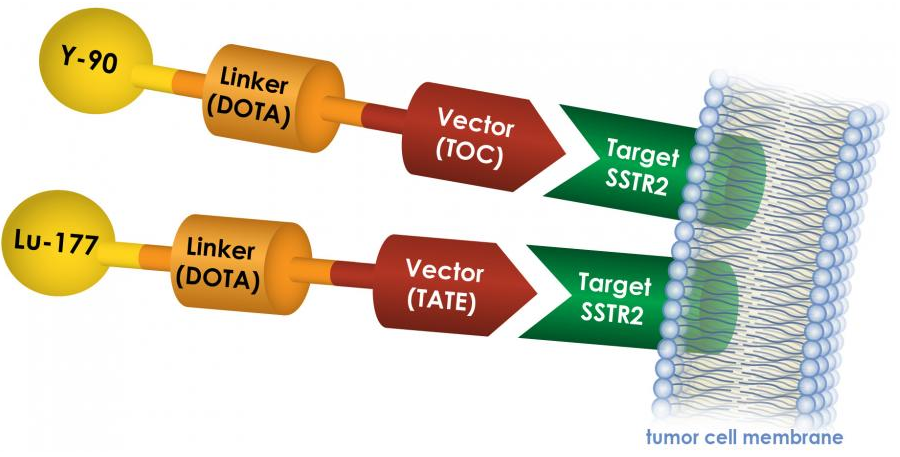 Y-90
Linker
(DOTA)
Vector
(TOC)
Target
SSTR2
Lu-177
Linker
(DOTA)
Vector
(TATE)
Target
SSTR2
tumor cell membrane